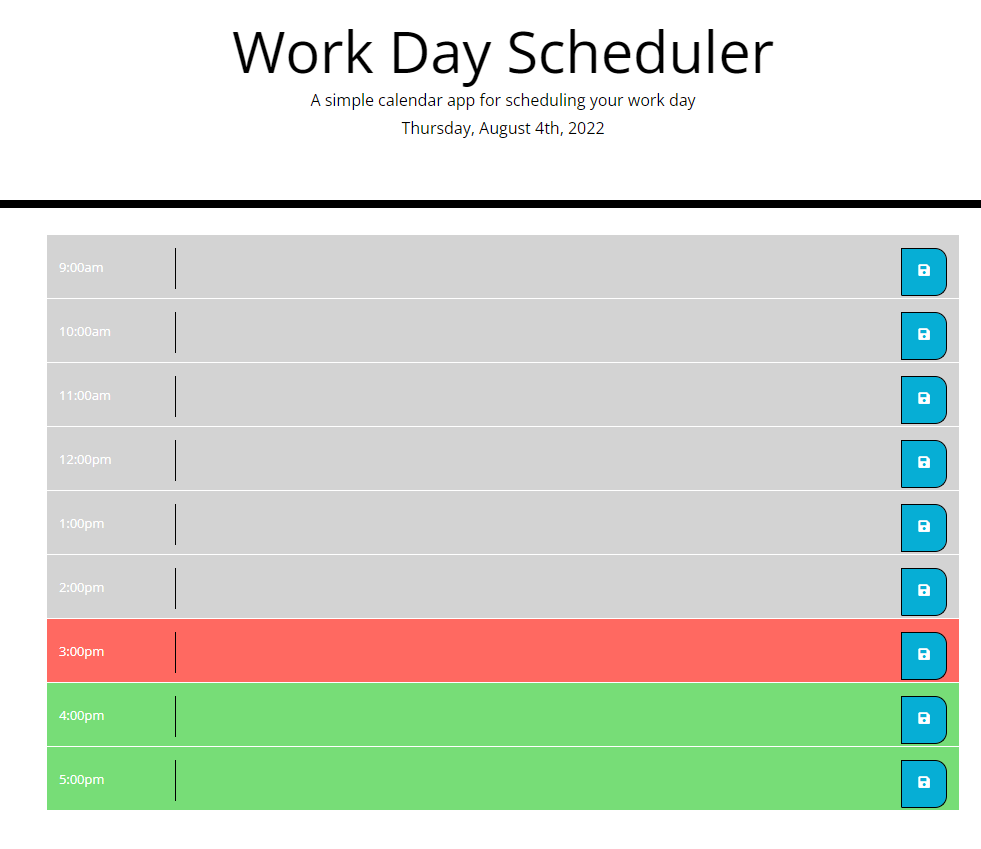 Work Day Scheduler
A simple calendar app for scheduling your work day
Thursday, August 4th, 2022
9:00am
10:00am
11:00am
12:00pm
1:00pm
2:00pm
3:00pm
4:00pm
5:00pm